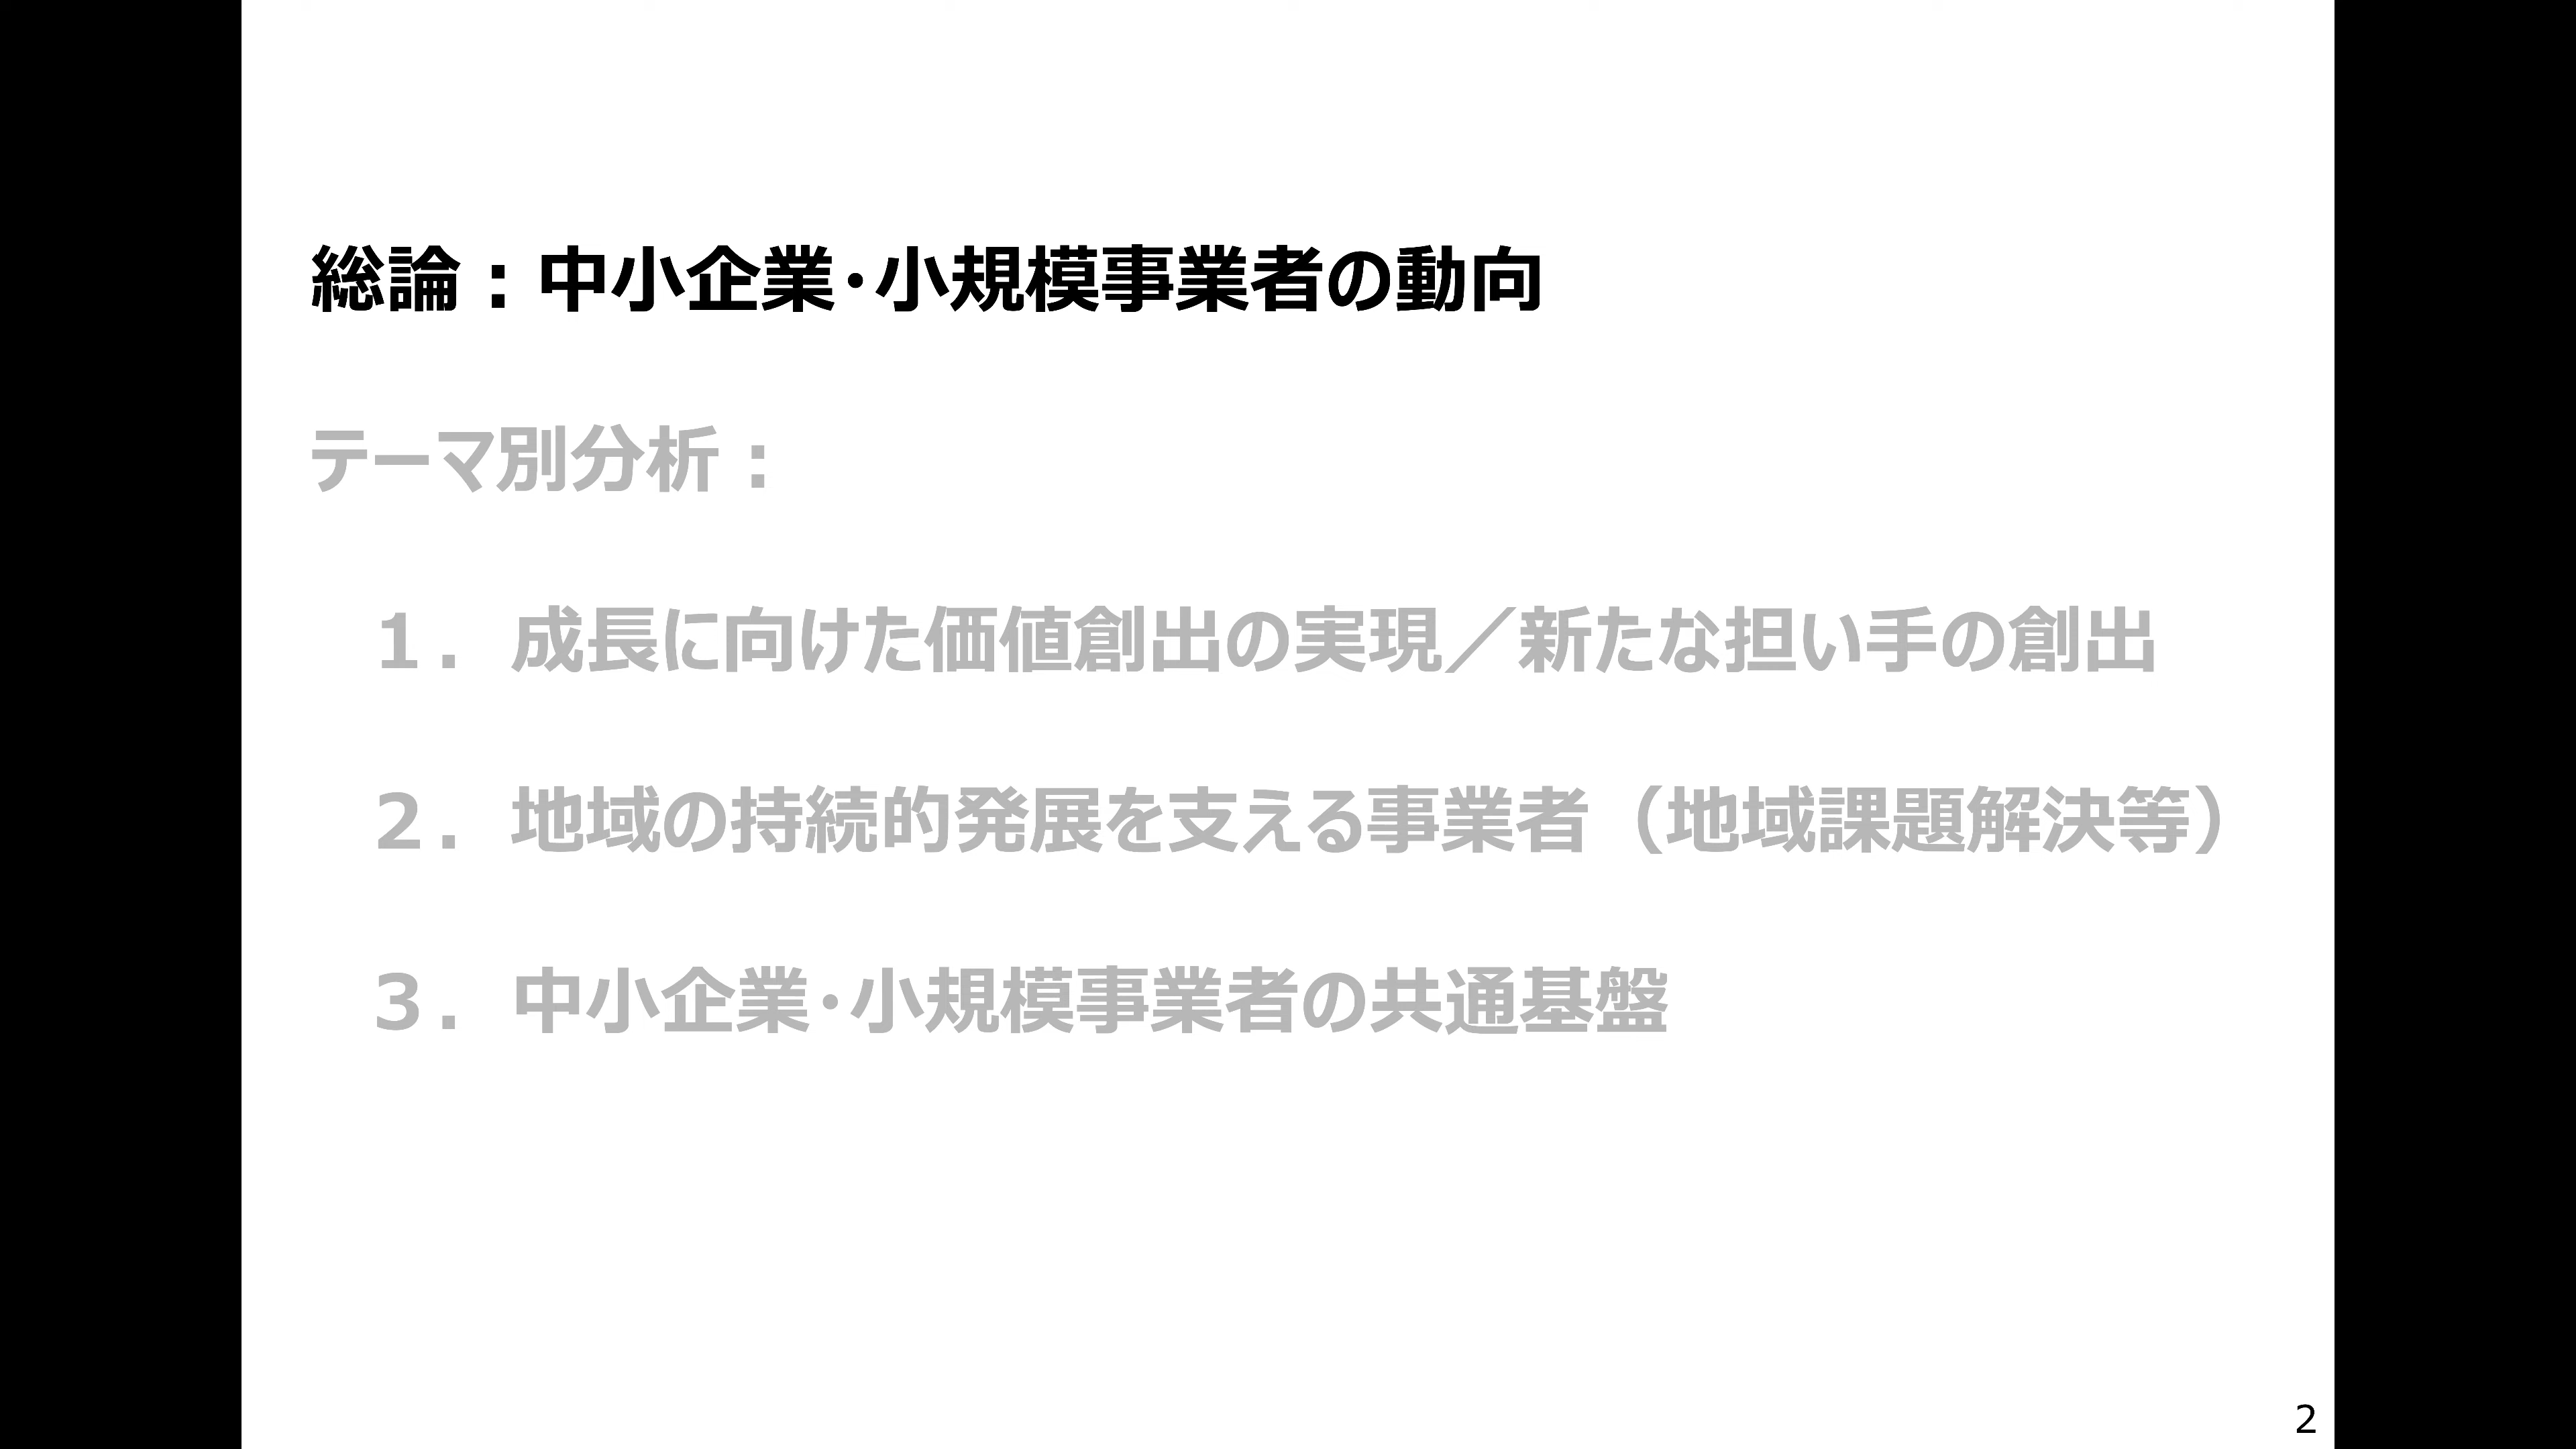 総論：中小企業･小規模事業者の動向
テーマ別分析：
１．成長に向けた価値創出の実現／新たな担い手の創出
２．地域の持続的発展を支える事業者（地域課題解決等）
３．中小企業･小規模事業者の共通基盤
2